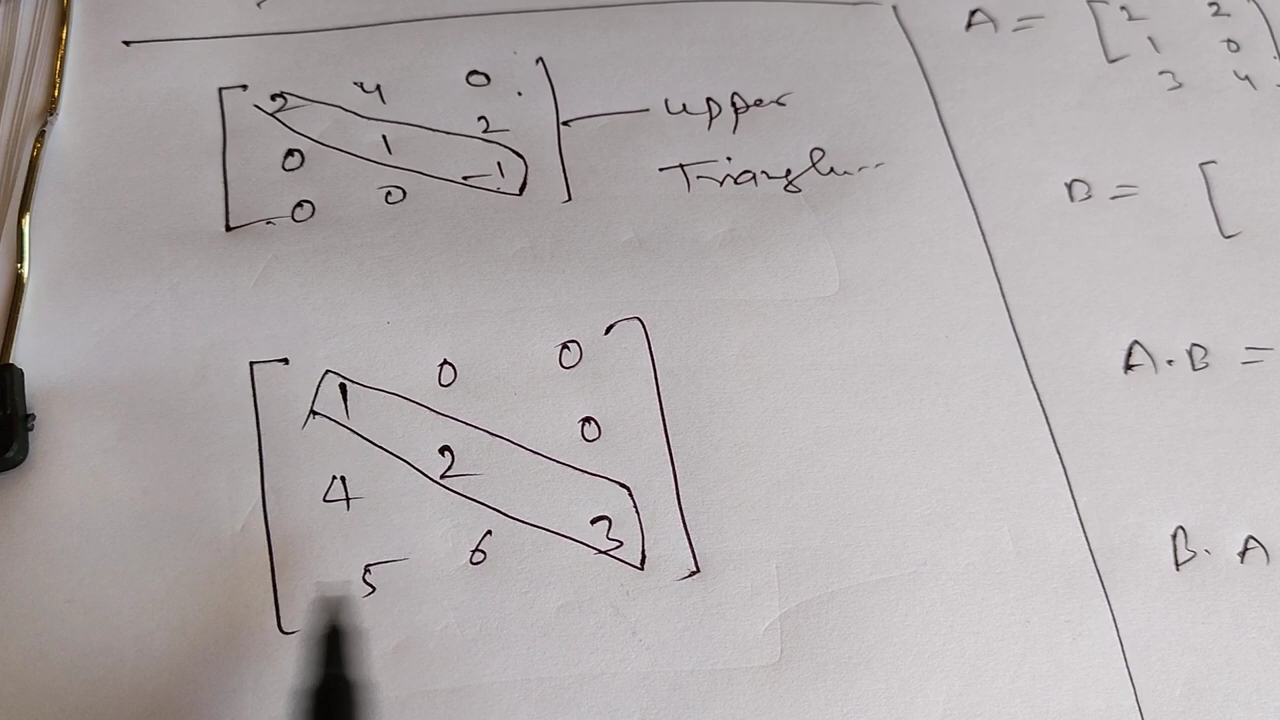 2 4 0
0 1 2
0 0 -1
upper
Triangle..
1 0 0
4 2 0
5 6 3
A = [ 2 2
1 0
3 4
B = [
A.B =
B. A